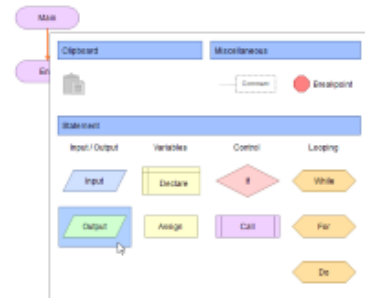 Main
En
Clipboard
Miscellaneous
Comment
Breakpoint
Statement
Input / Output
Variables
Control
Looping
Input
Declare
If
While
Output
Assign
Call
For
Do